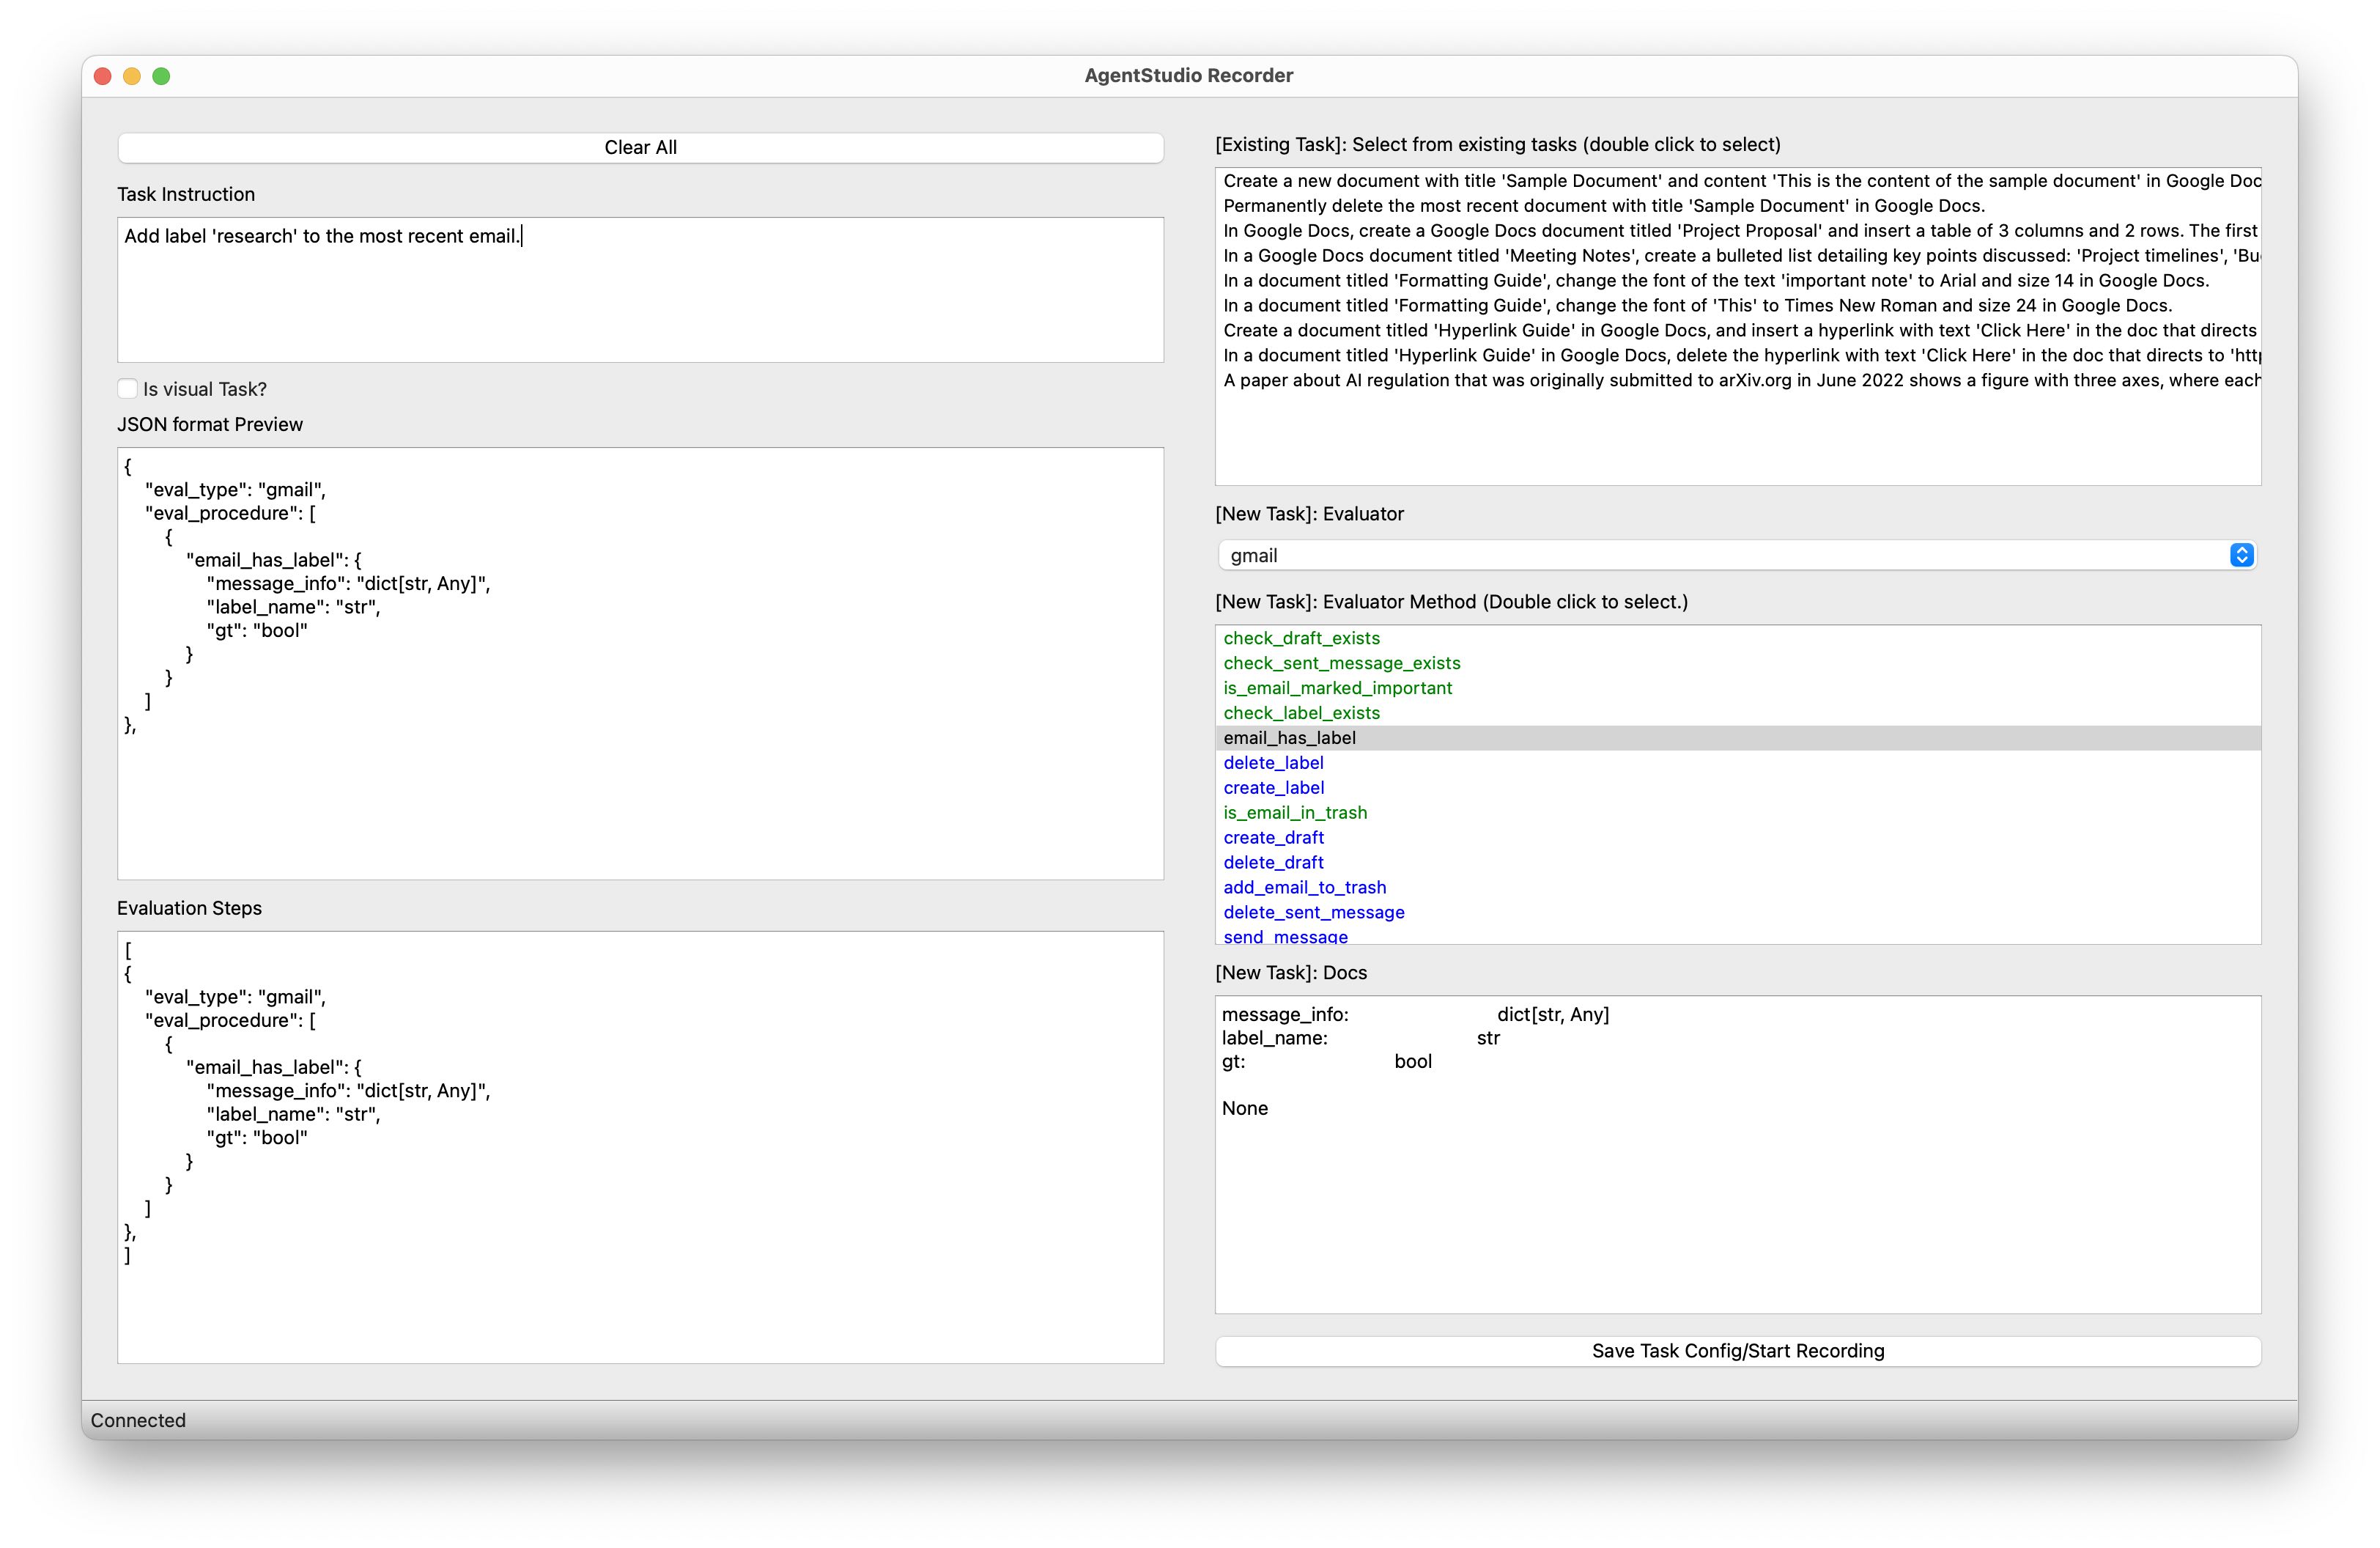 AgentStudio Recorder
Clear All
Task Instruction
Add label 'research' to the most recent email.
Is visual Task?
JSON format Preview
{
"eval_type": "gmail",
"eval_procedure": [
{
"email_has_label": {
"message_info": "dict[str, Any]",
"label_name": "str",
"gt": "bool"
}
}
]
},
Evaluation Steps
[
{
"eval_type": "gmail",
"eval_procedure": [
{
"email_has_label": {
"message_info": "dict[str, Any]",
"label_name": "str",
"gt": "bool"
}
}
]
},
]
[Existing Task]: Select from existing tasks (double click to select)
Create a new document with title 'Sample Document' and content 'This is the content of the sample document' in Google Doc
Permanently delete the most recent document with title 'Sample Document' in Google Docs.
In Google Docs, create a Google Docs document titled 'Project Proposal' and insert a table of 3 columns and 2 rows. The first
In a Google Docs document titled 'Meeting Notes', create a bulleted list detailing key points discussed: 'Project timelines', 'Bu
In a document titled 'Formatting Guide', change the font of the text 'important note' to Arial and size 14 in Google Docs.
In a document titled 'Formatting Guide', change the font of 'This' to Times New Roman and size 24 in Google Docs.
Create a document titled 'Hyperlink Guide' in Google Docs, and insert a hyperlink with text 'Click Here' in the doc that directs
In a document titled 'Hyperlink Guide' in Google Docs, delete the hyperlink with text 'Click Here' in the doc that directs to 'http
A paper about AI regulation that was originally submitted to arXiv.org in June 2022 shows a figure with three axes, where each
[New Task]: Evaluator
gmail
[New Task]: Evaluator Method (Double click to select.)
check_draft_exists
check_sent_message_exists
is_email_marked_important
check_label_exists
email_has_label
delete_label
create_label
is_email_in_trash
create_draft
delete_draft
add_email_to_trash
delete_sent_message
send_message
[New Task]: Docs
message_info: dict[str, Any]
label_name: str
gt: bool
None
Save Task Config/Start Recording
Connected